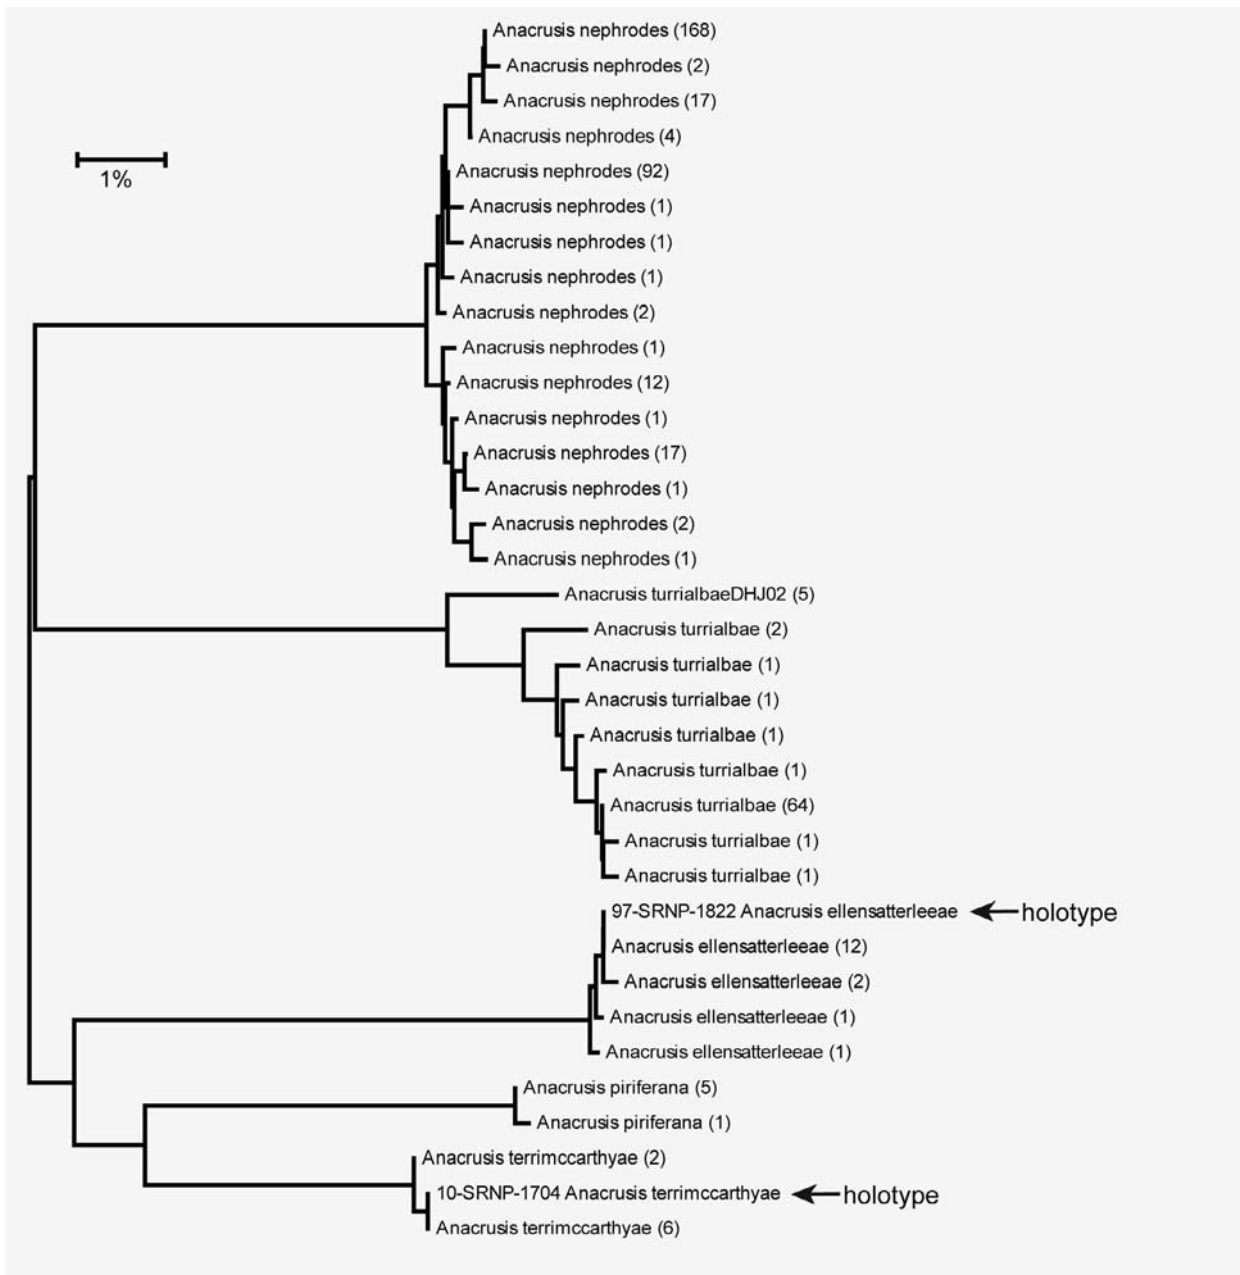 Anacrusis nephrodes (168)
Anacrusis nephrodes (2)
Anacrusis nephrodes (17)
Anacrusis nephrodes (4)
1%
Anacrusis nephrodes (92)
Anacrusis nephrodes (1)
Anacrusis nephrodes (1)
Anacrusis nephrodes (1)
Anacrusis nephrodes (2)
Anacrusis nephrodes (1)
Anacrusis nephrodes (12)
Anacrusis nephrodes (1)
Anacrusis nephrodes (17)
Anacrusis nephrodes (1)
Anacrusis nephrodes (2)
Anacrusis nephrodes (1)
Anacrusis turrialbaeDHJ02 (5)
Anacrusis turrialbae (2)
Anacrusis turrialbae (1)
Anacrusis turrialbae (1)
Anacrusis turrialbae (1)
Anacrusis turrialbae (1)
Anacrusis turrialbae (64)
Anacrusis turrialbae (1)
Anacrusis turrialbae (1)
97-SRNP-1822 Anacrusis ellensatterleeae holotype
Anacrusis ellensatterleeae (12)
Anacrusis ellensatterleeae (2)
Anacrusis ellensatterleeae (1)
Anacrusis ellensatterleeae (1)
Anacrusis piriferana (5)
Anacrusis piriferana (1)
Anacrusis terrimccarthyae (2)
10-SRNP-1704 Anacrusis terrimccarthyae holotype
Anacrusis terrimccarthyae (6)